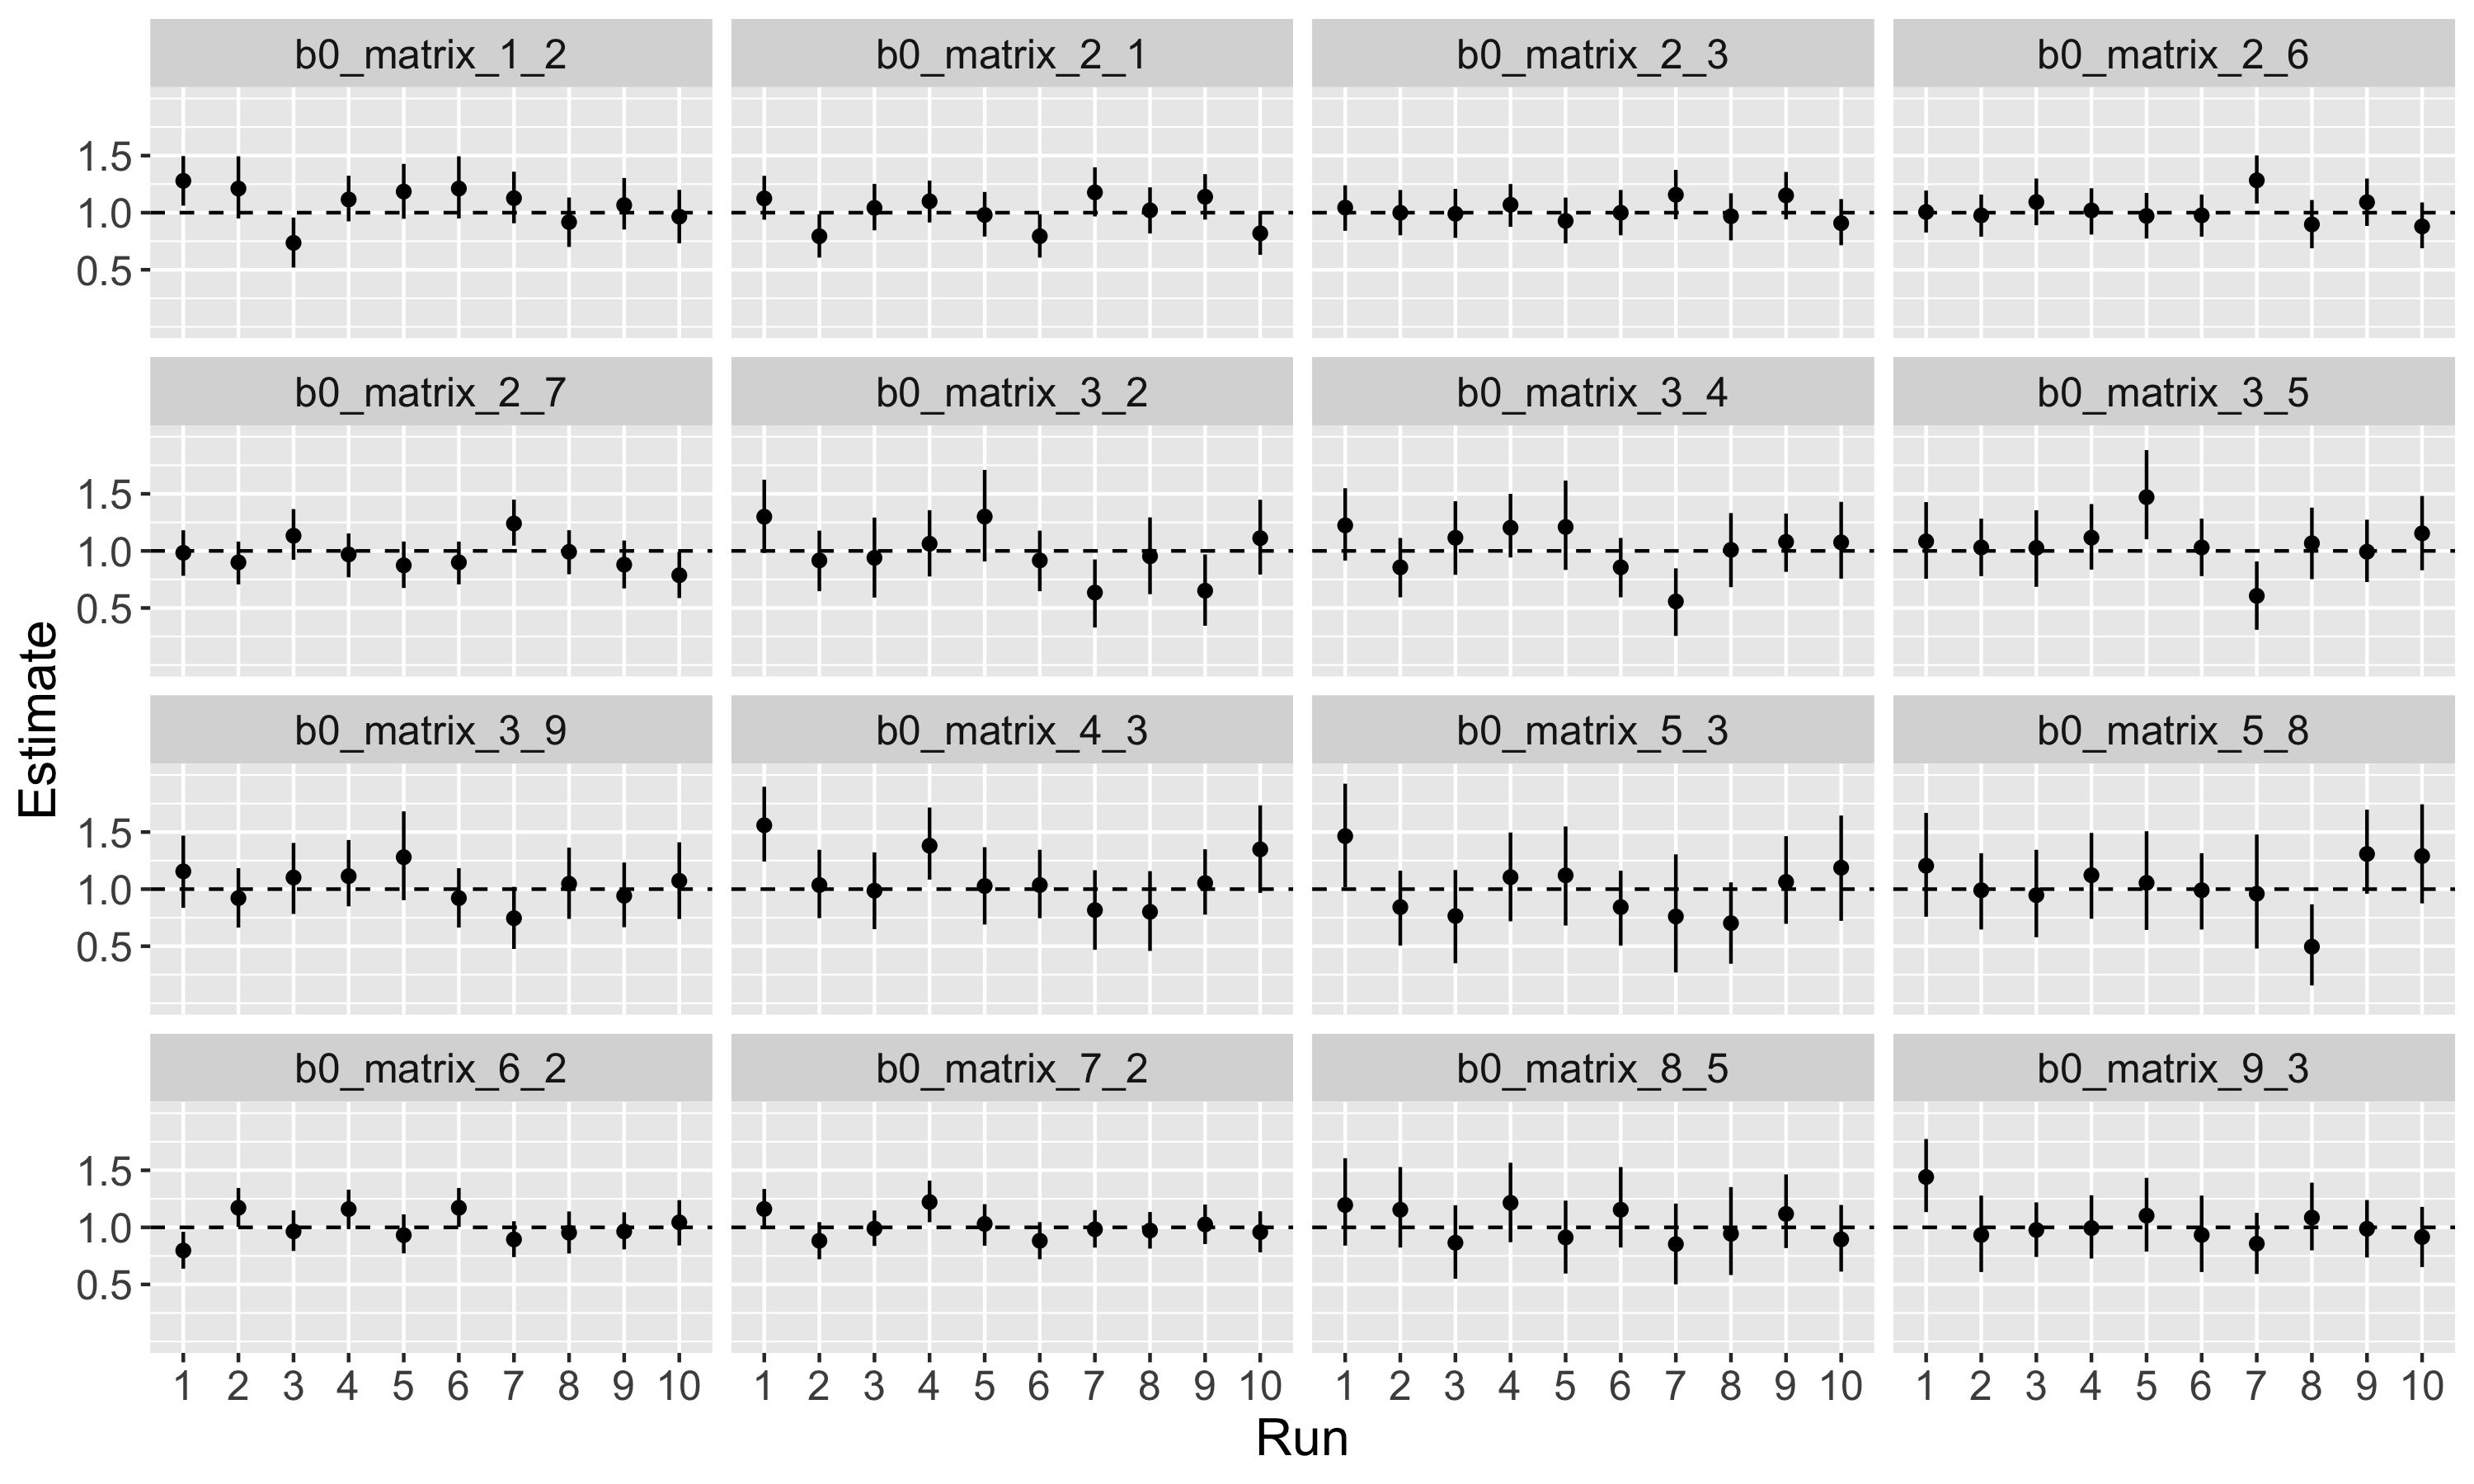 b0_matrix_1_2 b0_matrix_2_1 b0_matrix_2_3 b0_matrix_2_6
1.5
1.0
0.5
b0_matrix_2_7 b0_matrix_3_2 b0_matrix_3_4 b0_matrix_3_5
1.5
1.0
0.5
Estimate
b0_matrix_3_9 b0_matrix_4_3 b0_matrix_5_3 b0_matrix_5_8
1.5
1.0
0.5
b0_matrix_6_2 b0_matrix_7_2 b0_matrix_8_5 b0_matrix_9_3
1.5
1.0
0.5
1 2 3 4 5 6 7 8 9 10 1 2 3 4 5 6 7 8 9 10 1 2 3 4 5 6 7 8 9 10 1 2 3 4 5 6 7 8 9 10
Run